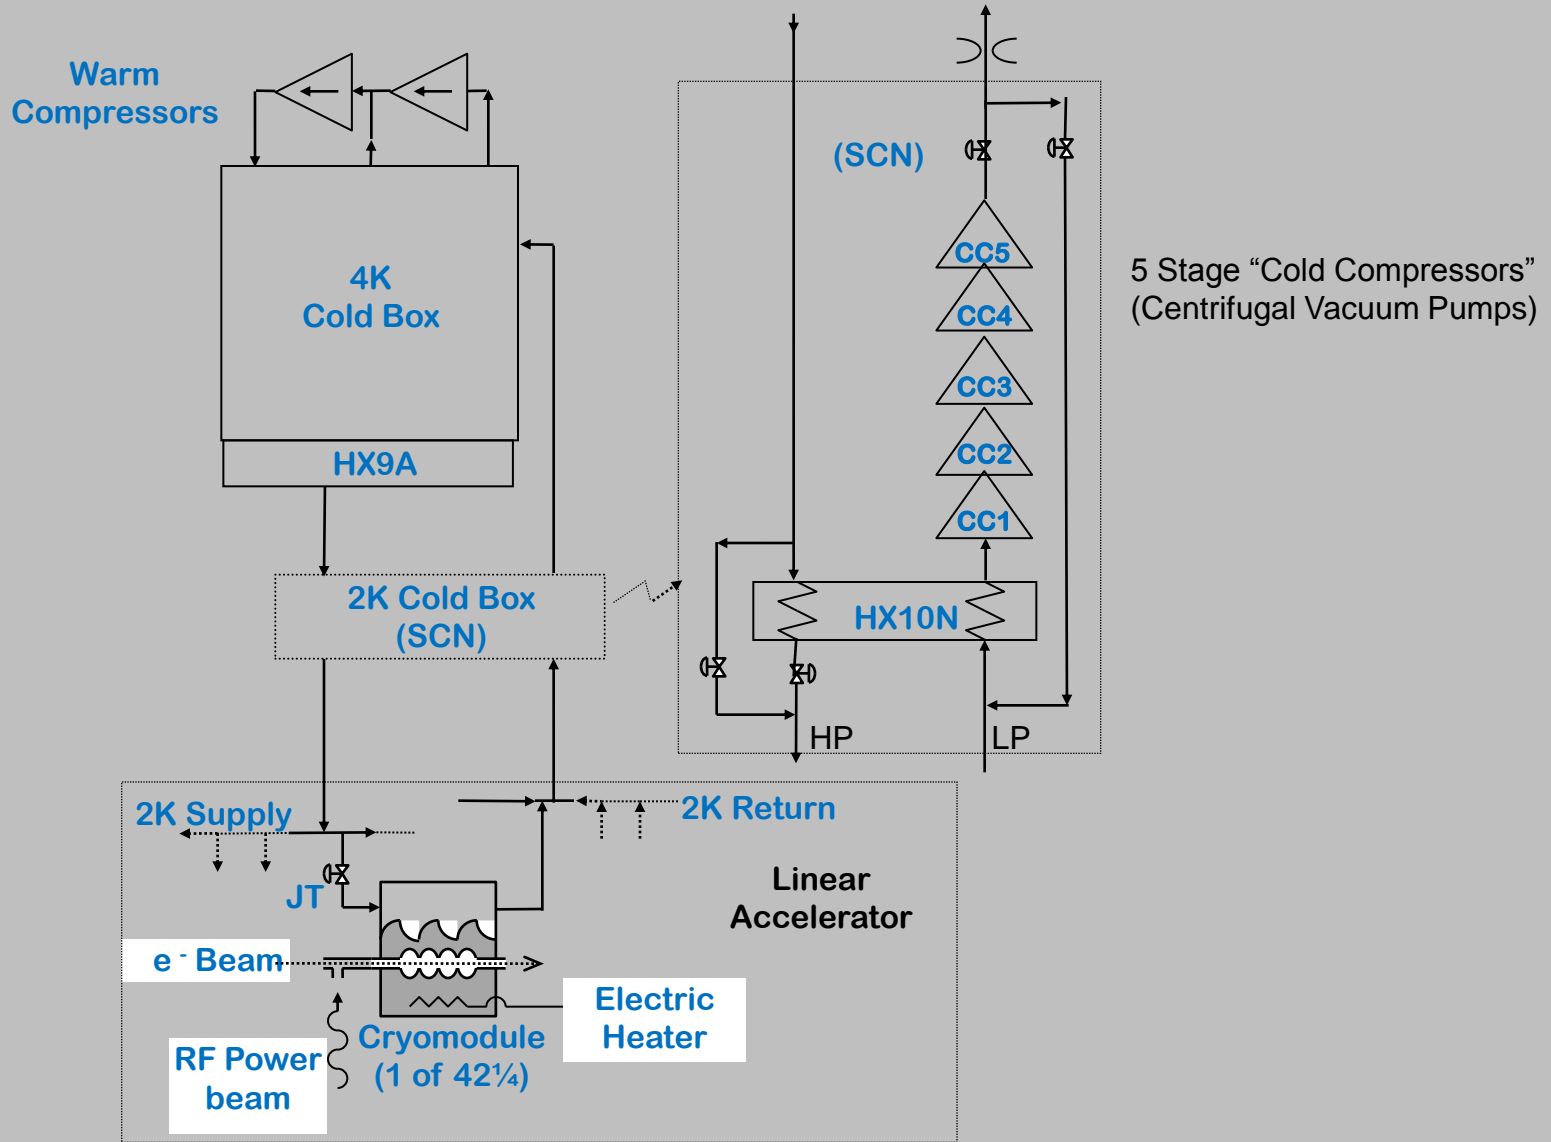 Warm
Compressors
(SCN)
CC5
5 Stage “Cold Compressors”
(Centrifugal Vacuum Pumps)
4K
Cold Box
CC4
CC3
HX9A
CC2
CC1
2K Cold Box
(SCN)
HX10N
HP
LP
2K Supply
2K Return
JT
Linear
Accelerator
e - Beam
Electric
Heater
Cryomodule
(1 of 42¼)
RF Power
beam